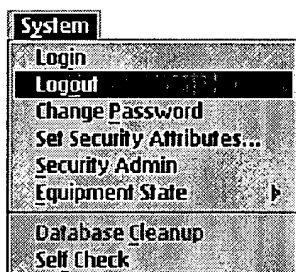 System
Login
Logout
Change Password
Set Security Attributes...
Security Admin
Equipment State
Database Cleanup
Self Check